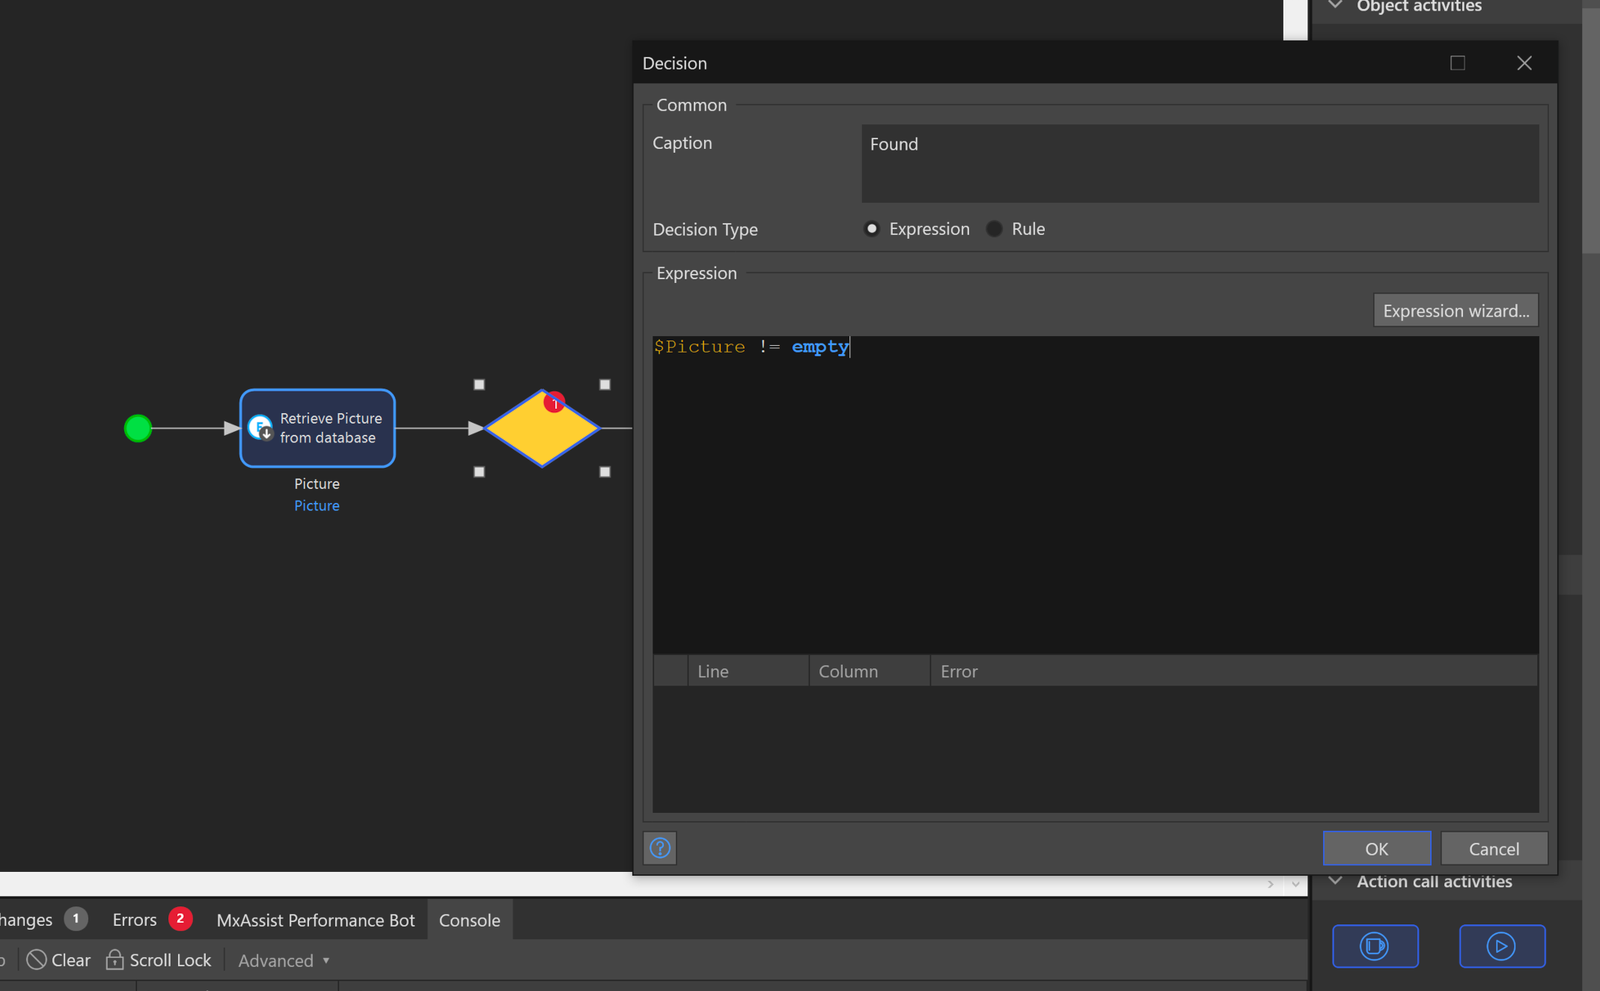 Object activities
Decision
Common
Caption
Found
Decision Type
Expression
Rule
Expression
Expression wizard...
$Picture != empty
Retrieve Picture
from database
Picture
Picture
1
Line
Column
Error
OK
Cancel
Action call activities
hanges 1
Errors 2
MxAssist Performance Bot
Console
Clear
Scroll Lock
Advanced